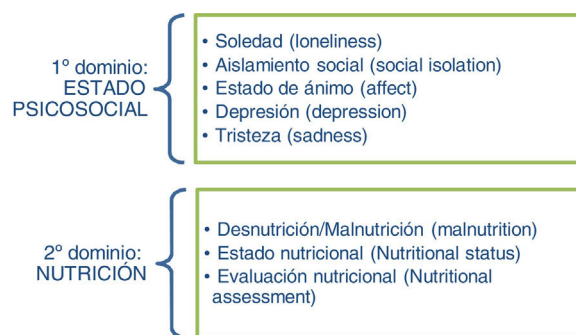 1º dominio:
ESTADO
PSICOSOCIAL
• Soledad (loneliness)
• Aislamiento social (social isolation)
• Estado de ánimo (affect)
• Depresión (depression)
• Tristeza (sadness)
2º dominio:
NUTRICIÓN
• Desnutrición/Malnutrición (malnutrition)
• Estado nutricional (Nutritional status)
• Evaluación nutricional (Nutritional
assessment)